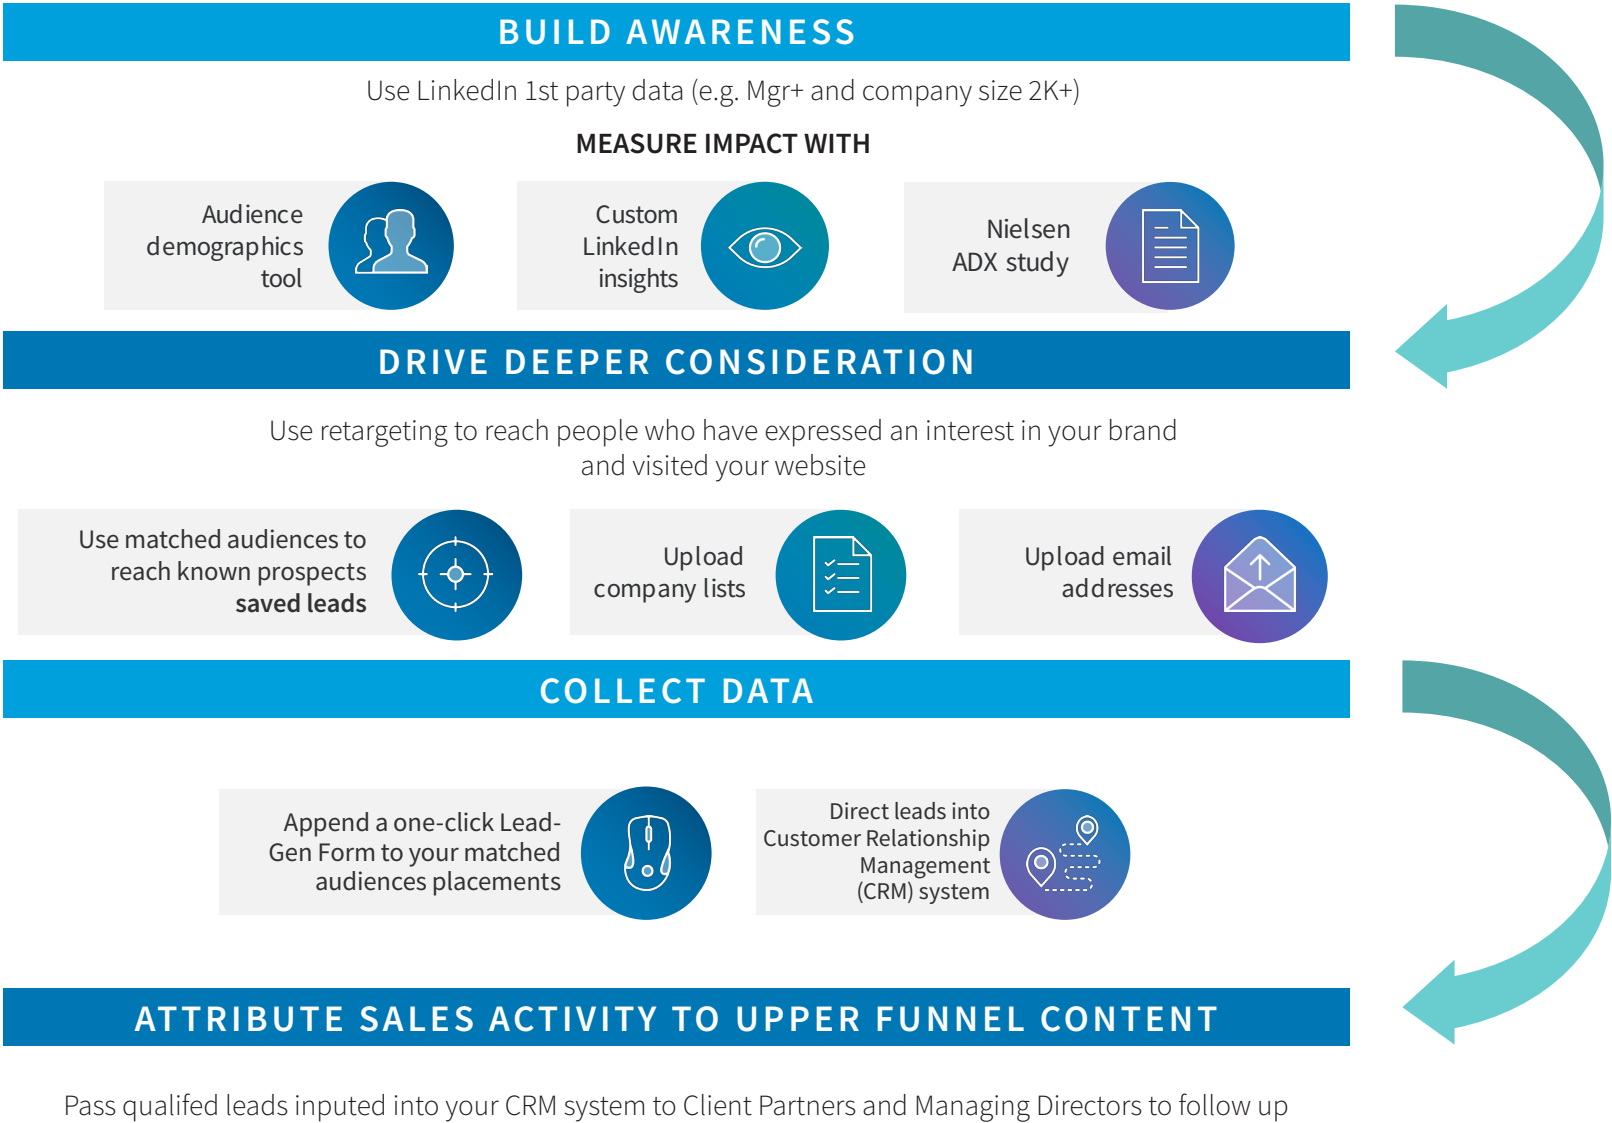 BUILD AWARENESS
Use LinkedIn 1st party data (e.g. Mgr+ and company size 2K+)
MEASURE IMPACT WITH
Audience
demographics
tool
Custom
LinkedIn
insights
Nielsen
ADX study
DRIVE DEEPER CONSIDERATION
Use retargeting to reach people who have expressed an interest in your brand
and visited your website
Use matched audiences to
reach known prospects
saved leads
Upload
company lists
Upload email
addresses
COLLECT DATA
Append a one-click Lead-
Gen Form to your matched
audiences placements
Direct leads into
Customer Relationship
Management
(CRM) system
ATTRIBUTE SALES ACTIVITY TO UPPER FUNNEL CONTENT
Pass qualifed leads inputed into your CRM system to Client Partners and Managing Directors to follow up